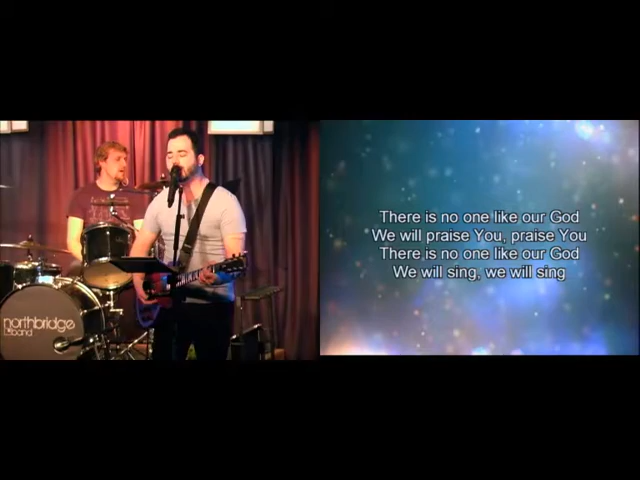 northbridge
band
There is no one like our God
We will praise You, praise You
There is no one like our God
We will sing, we will sing